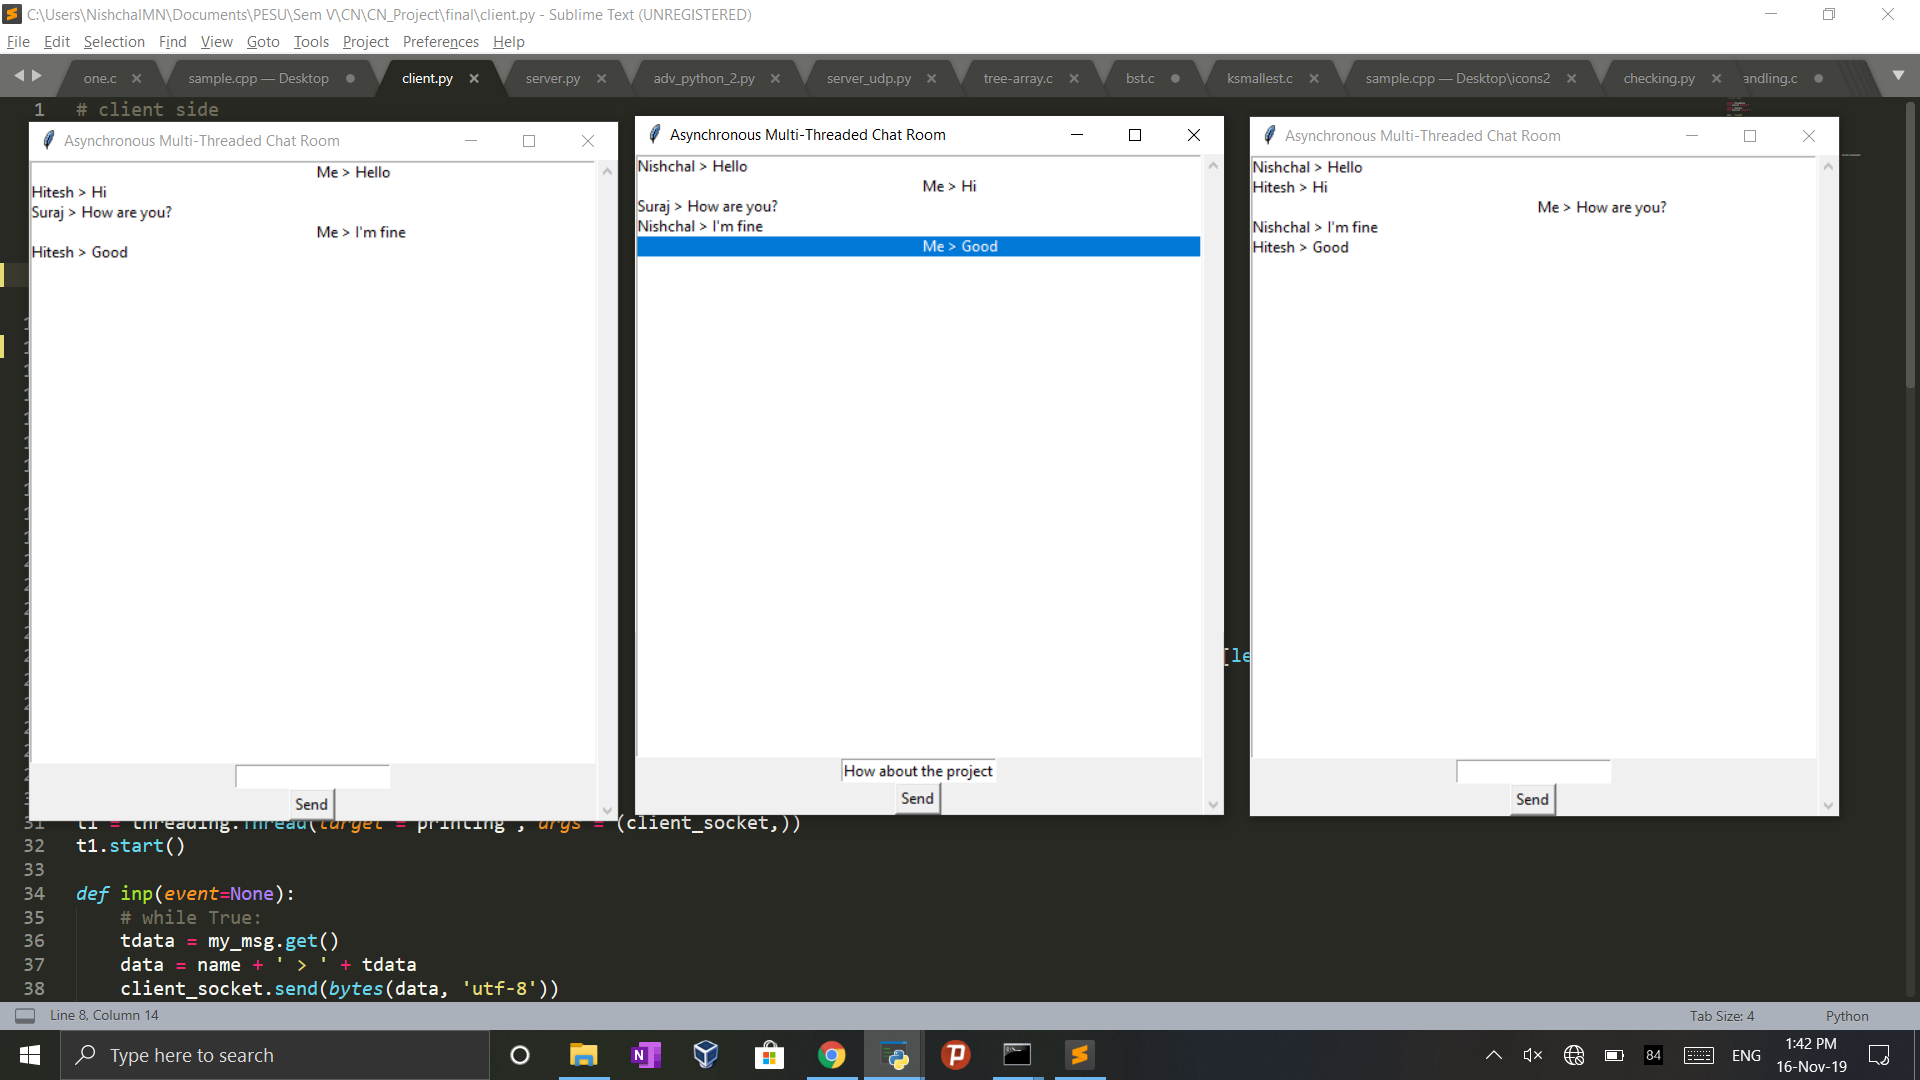 C:\Users\NishchalMN\Documents\PESU\Sem V\CN\CN_Project\final\client.py - Sublime Text (UNREGISTERED)
File Edit Selection Find View Goto Tools Project Preferences Help
one.c sample.cpp — Desktop client.py server.py adv_python_2.py server_udp.py tree-array.c bst.c ksmallest.c sample.cpp — Desktop\icons2 checking.py andling.c
1 # client side
Asynchronous Multi-Threaded Chat Room
Me > Hello
Hitesh > Hi
Suraj > How are you?
Me > I'm fine
Hitesh > Good
Send
Asynchronous Multi-Threaded Chat Room
Nishchal > Hello
Me > Hi
Suraj > How are you?
Nishchal > I'm fine
Me > Good
How about the project
Send
Asynchronous Multi-Threaded Chat Room
Nishchal > Hello
Hitesh > Hi
Me > How are you?
Nishchal > I'm fine
Hitesh > Good
Send
[le
31 t1 = threading.Thread(target = printing , args = (client_socket,))
32 t1.start()
33
34 def inp(event=None):
35 # while True:
36 tdata = my_msg.get()
37 data = name + ' > ' + tdata
38 client_socket.send(bytes(data, 'utf-8'))
Line 8, Column 14
Tab Size: 4
Python
Type here to search
84
ENG
1:42 PM
16-Nov-19